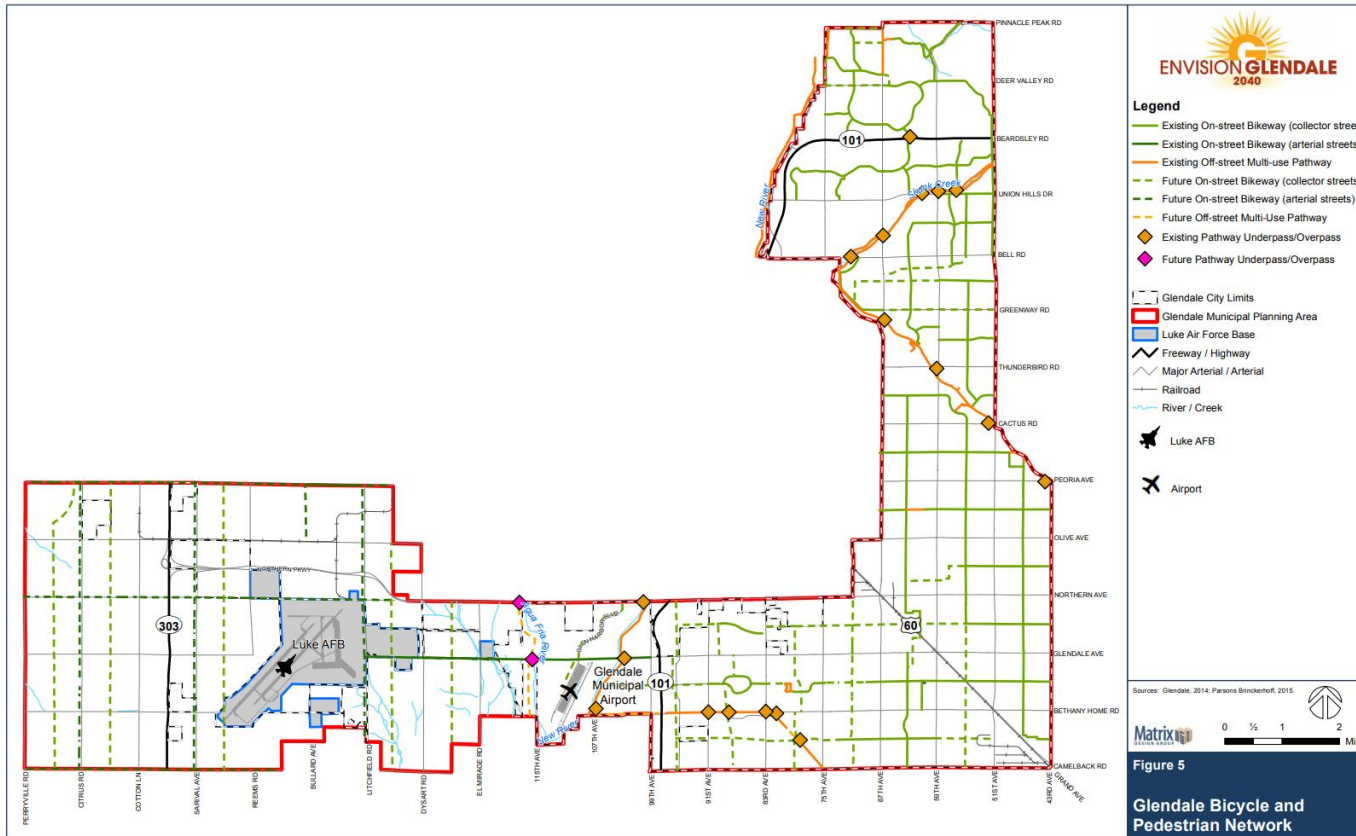 PINNACLE PEAK RD
DEER VALLEY RD
BEARDSLEY RD
101
UNION HILLS DR
Skunk Creek
New River
BELL RD
GREENWAY RD
THUNDERBIRD RD
CACTUS RD
PEORIA AVE
OLIVE AVE
NORTHERN PKWY
NORTHERN AVE
303
Luke AFB
Agua Fria River
GLEN HARBOR BLVD
60
GLENDALE AVE
Glendale
Municipal
Airport
101
BETHANY HOME RD
New River
CAMELBACK RD
PERRYVILLE RD
CITRUS RD
COTTON LN
SARIVAL AVE
REEMS RD
BULLARD AVE
LITCHFIELD RD
DYSART RD
EL MIRAGE RD
115TH AVE
107TH AVE
99TH AVE
91ST AVE
83RD AVE
75TH AVE
67TH AVE
59TH AVE
51ST AVE
43RD AVE
GRAND AVE
ENVISION GLENDALE
2040
Legend
Existing On-street Bikeway (collector stree
Existing On-street Bikeway (arterial streets
Existing Off-street Multi-use Pathway
Future On-street Bikeway (collector streets
Future On-street Bikeway (arterial streets)
Future Off-street Multi-Use Pathway
Existing Pathway Underpass/Overpass
Future Pathway Underpass/Overpass
Glendale City Limits
Glendale Municipal Planning Area
Luke Air Force Base
Freeway / Highway
Major Arterial / Arterial
Railroad
River / Creek
Luke AFB
Airport
Sources: Glendale, 2014; Parsons Brinckerhoff, 2015.
Matrix
DESIGN GROUP
0 ½ 1 2
Mi
Figure 5
Glendale Bicycle and
Pedestrian Network